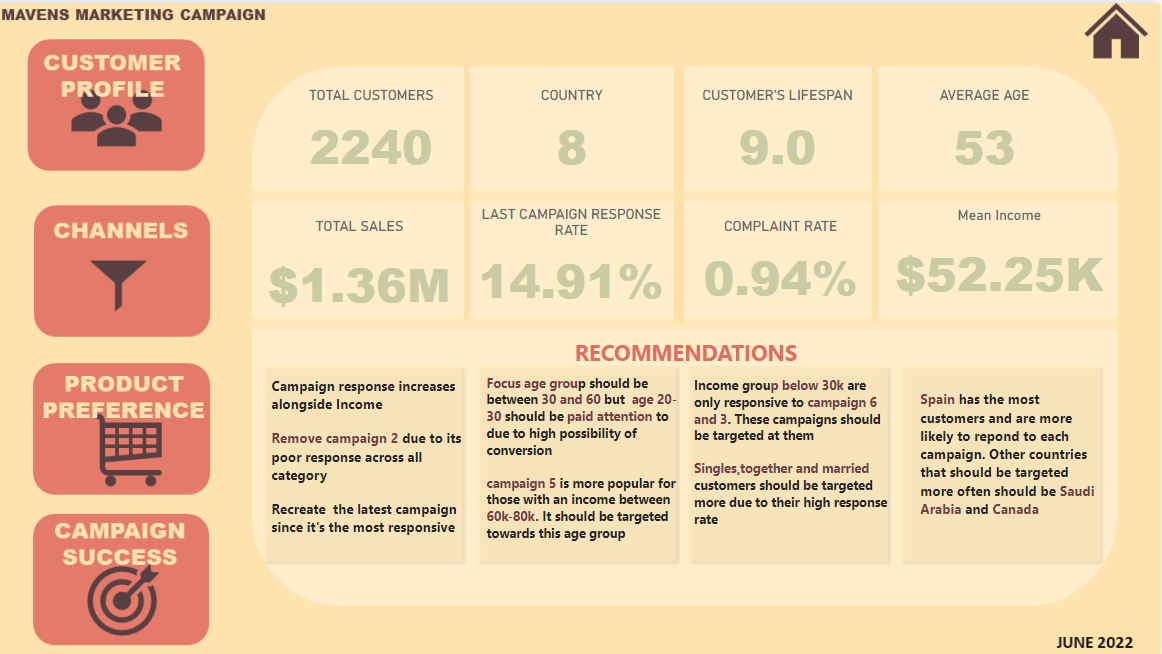 MAVENS MARKETING CAMPAIGN
CUSTOMER
PROFILE
CHANNELS
PRODUCT
PREFERENCE
CAMPAIGN
SUCCESS
TOTAL CUSTOMERS
2240
COUNTRY
8
CUSTOMER'S LIFESPAN
9.0
AVERAGE AGE
53
TOTAL SALES
$1.36M
LAST CAMPAIGN RESPONSE
RATE
14.91%
COMPLAINT RATE
0.94%
Mean Income
$52.25K
RECOMMENDATIONS
Campaign response increases
alongside Income
Remove campaign 2 due to its
poor response across all
category
Recreate  the latest campaign
since it's the most responsive
Focus age group should be
between 30 and 60 but  age 20-
30 should be paid attention to
due to high possibility of
conversion
campaign 5 is more popular for
those with an income between
60k-80k. It should be targeted
towards this age group
Income group below 30k are
only responsive to campaign 6
and 3. These campaigns should
be targeted at them
Singles,together and married
customers should be targeted
more due to their high response
rate
Spain has the most
customers and are more
likely to repond to each
campaign. Other countries
that should be targeted
more often should be Saudi
Arabia and Canada
JUNE 2022